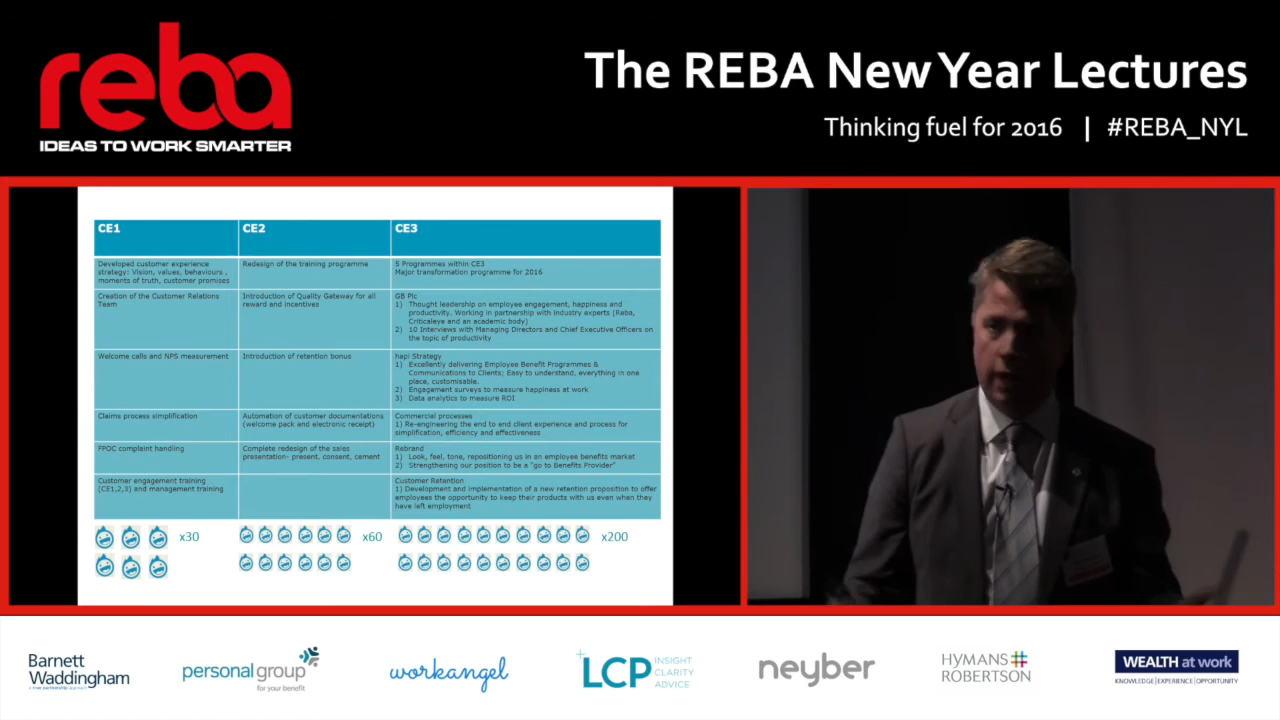 reba
IDEAS TO WORK SMARTER
The REBA New Year Lectures
Thinking fuel for 2016 | #REBA_NYL
CE1
CE2
CE3
Developed customer experience
strategy: Vision, values, behaviours ,
moments of truth, customer promises
Redesign of the training programme
5 Programmes within CE3
Major transformation programme for 2016
Creation of the Customer Relations
Team
Introduction of Quality Gateway for all
reward and incentives
GB Plc
1) Thought leadership on employee engagement, happiness and
productivity. Working in partnership with industry experts (Reba,
Criticaleye and an academic body)
2) 10 Interviews with Managing Directors and Chief Executive Officers on
the topic of productivity
Welcome calls and NPS measurement
Introduction of retention bonus
hapi Strategy
1) Excellently delivering Employee Benefit Programmes &
Communications to Clients; Easy to understand, everything in one
place, customisable.
2) Engagement surveys to measure happiness at work
3) Data analytics to measure ROI
Claims process simplification
Automation of customer documentations
(welcome pack and electronic receipt)
Commercial processes
1) Re-engineering the end to end client experience and process for
simplification, efficiency and effectiveness
FPOC complaint handling
Complete redesign of the sales
presentation- present, consent, cement
Rebrand
1) Look, feel, tone, repositioning us in an employee benefits market
2) Strengthening our position to be a "go to Benefits Provider"
Customer engagement training
(CE1,2,3) and management training
Customer Retention
1) Development and implementation of a new retention proposition to offer
employees the opportunity to keep their products with us even when they
have left employment
x30
x60
x200
Barnett
Waddingham
a true partnership approach
personal group
for your benefit
workangel
LCP INSIGHT
CLARITY
ADVICE
neyber
HYMANS
ROBERTSON
WEALTH at work
KNOWLEDGE|EXPERIENCE|OPPORTUNITY